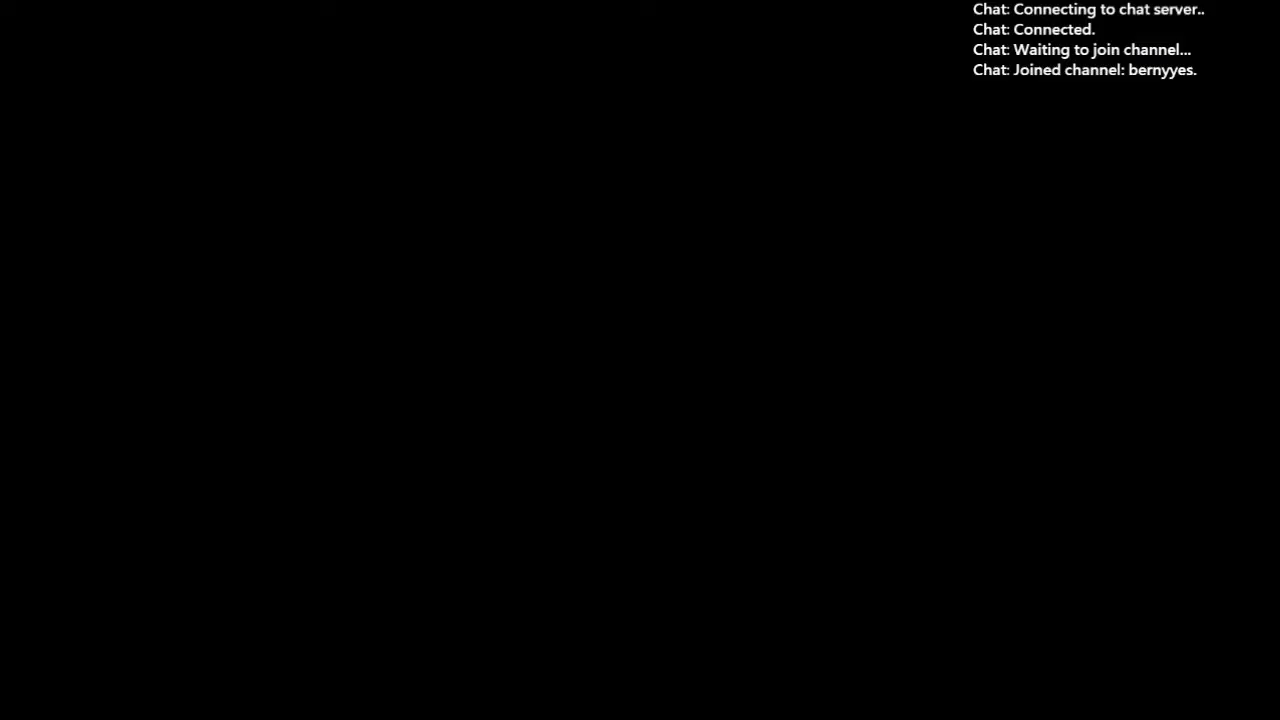 Chat: Connecting to chat server..
Chat: Connected.
Chat: Waiting to join channel...
Chat: Joined channel: bernyyes.